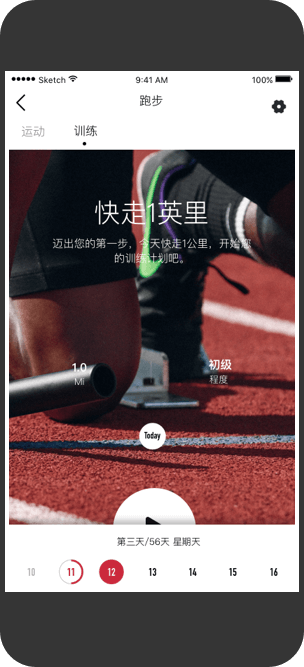 Sketch 9:41 AM 100%
跑步
运动 训练
快走1英里
迈出您的第一步，今天快走1公里，开始您
的训练计划吧。
1.0 初级
Mi 程度
Today
第三天/56天 星期天
10 11 12 13 14 15 16